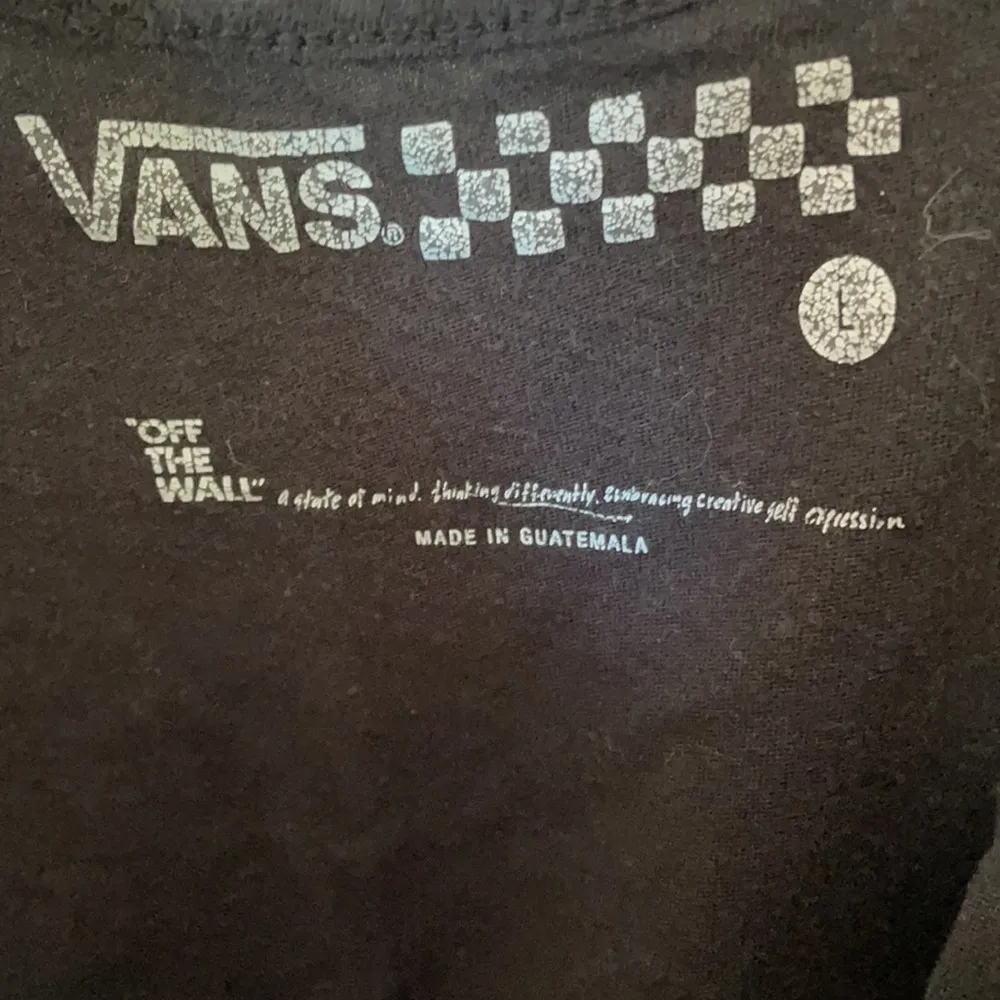 VANS®
L
"OFF
THE
WALL" A state of mind. thinking differently. Embracing creative self expression
MADE IN GUATEMALA